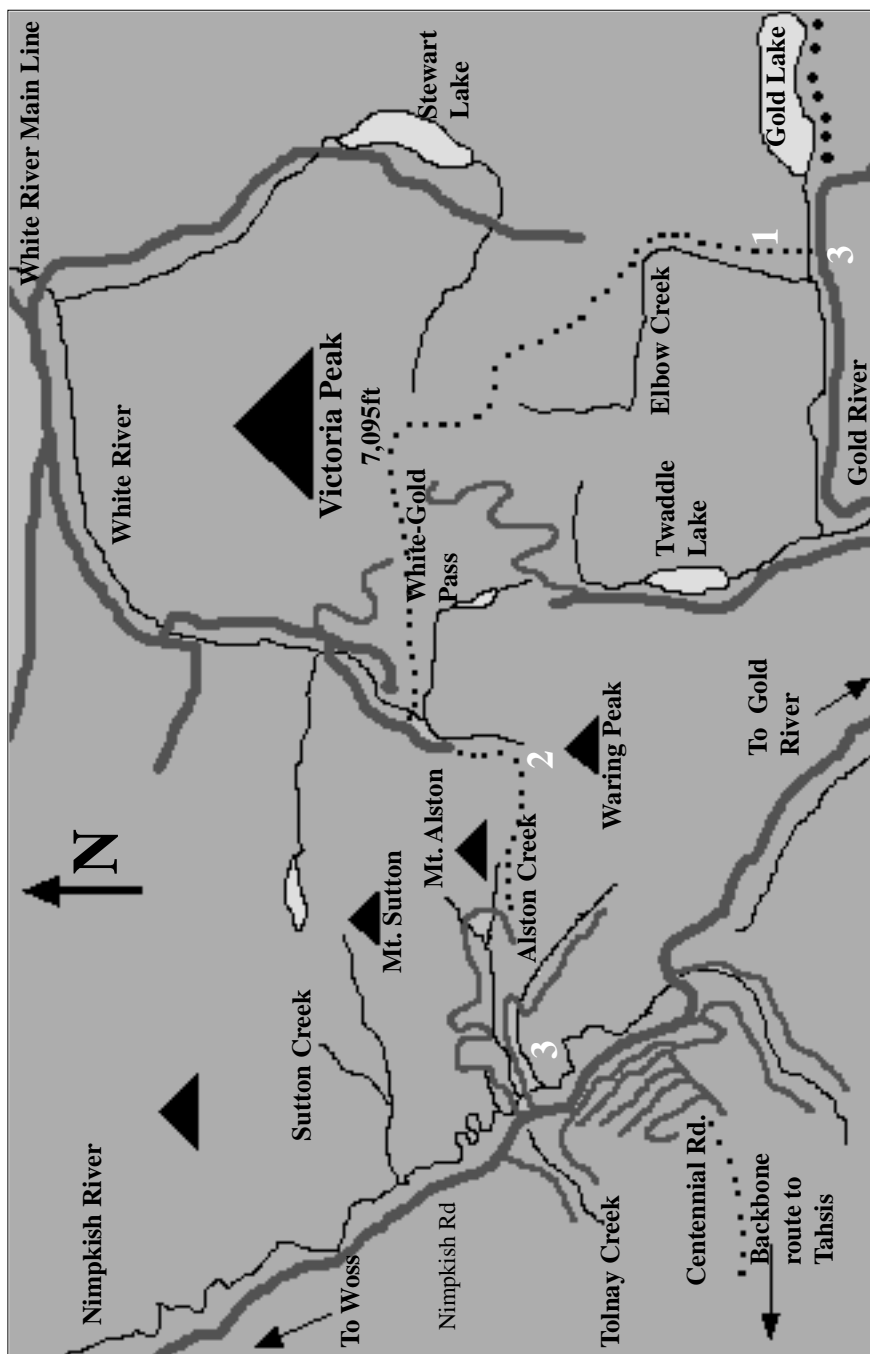 White River Main Line
Nimpkish River
N
White River
Stewart
Lake
Victoria Peak
7,095ft
Sutton Creek
Mt. Sutton
To Woss
White-Gold
Pass
Mt. Alston
Nimpkish Rd
Alston Creek
2
3
Waring Peak
Tolnay Creek
Elbow Creek
Twaddle
Lake
Gold Lake
1
3
Gold River
Centennial Rd.
Backbone
route to
Tahsis
To Gold
River